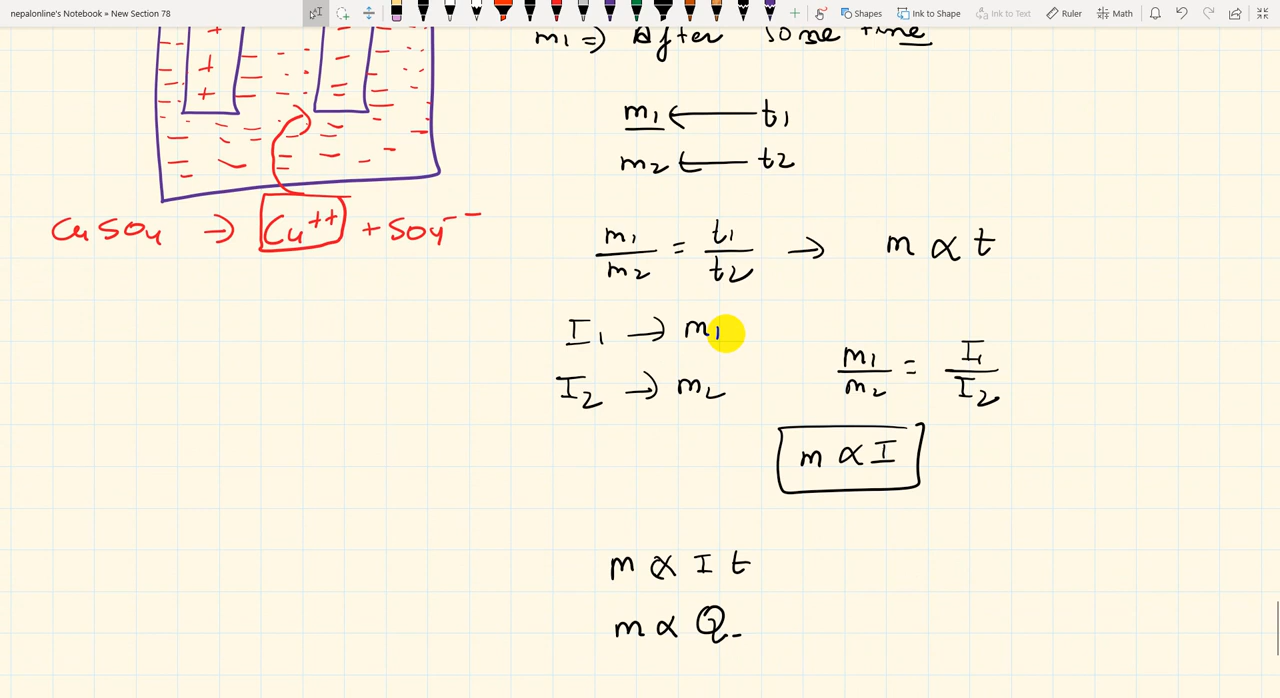 nepalonline's Notebook » New Section 78
Shapes
Ink to Shape
Ink to Text
Ruler
Math
m1 => After some time
m1 ← t1
m2 ← t2
CuSO4 → Cu++ + SO4--
m1/m2 = t1/t2 → m ∝ t
I1 → m1
I2 → m2
m1/m2 = I1/I2
m ∝ I
m ∝ I t
m ∝ Q